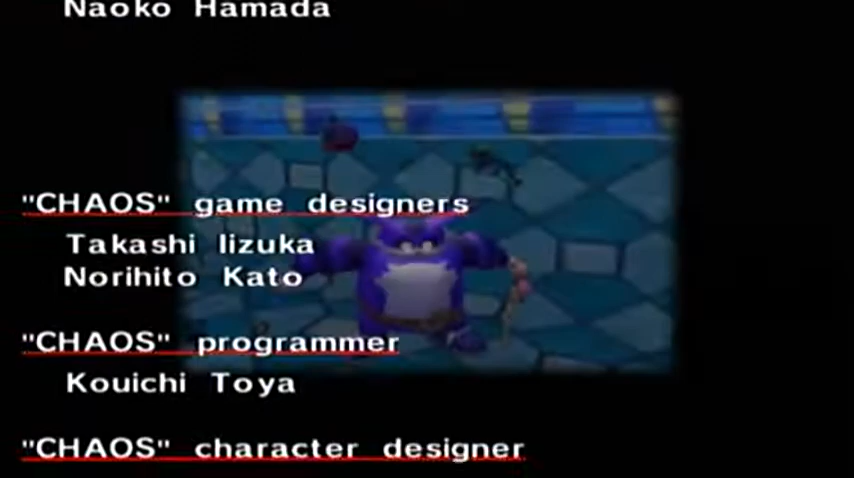 Naoko Hamada
"CHAOS" game designers
Takashi Iizuka
Norihito Kato
"CHAOS" programmer
Kouichi Toya
"CHAOS" character designer